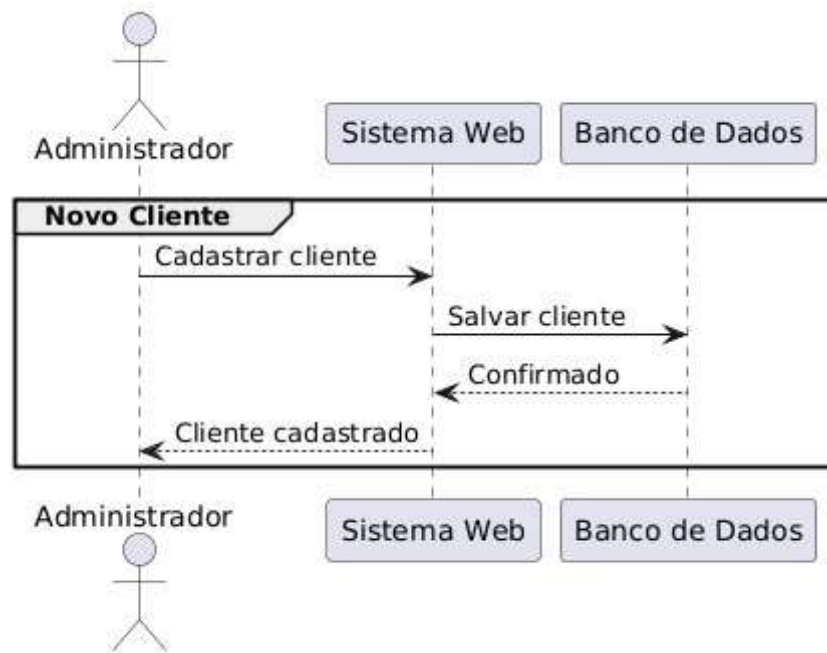 Administrador
Sistema Web
Banco de Dados
Novo Cliente
Cadastrar cliente
Salvar cliente
Confirmado
Cliente cadastrado
Administrador
Sistema Web
Banco de Dados